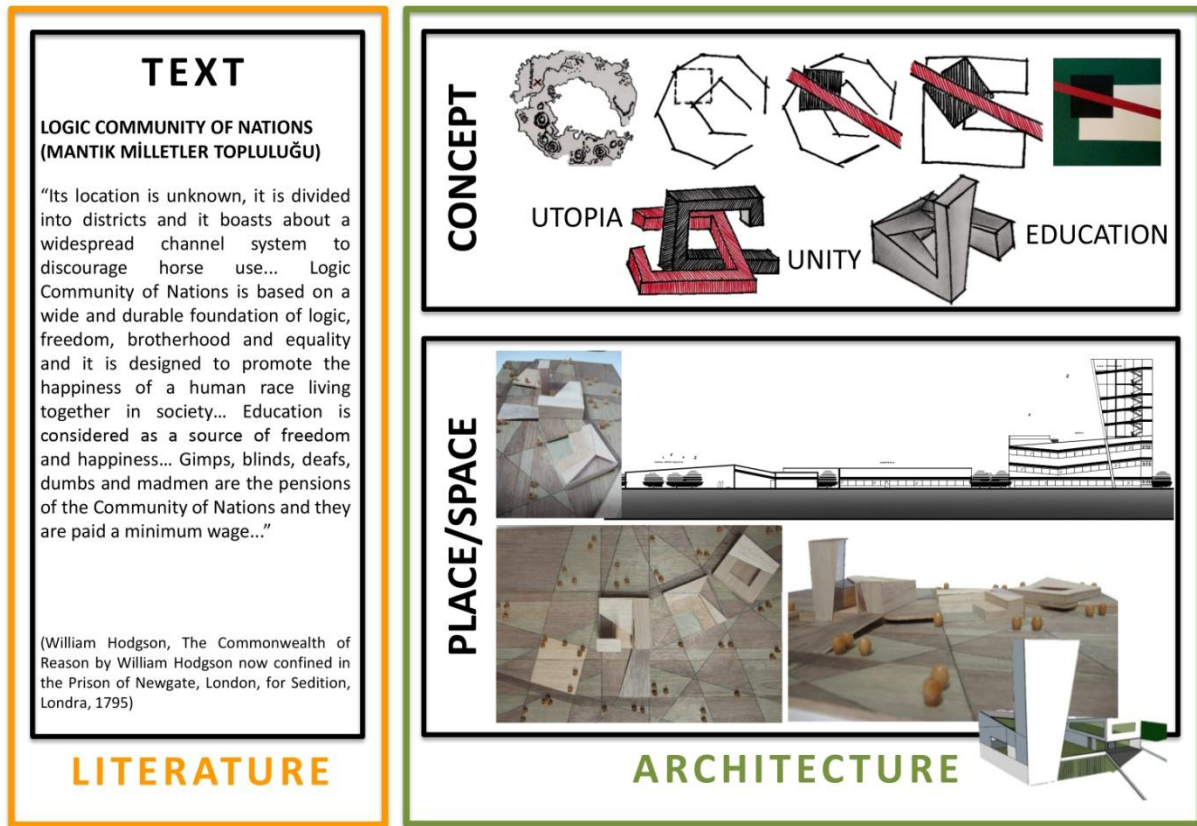 TEXT
LOGIC COMMUNITY OF NATIONS
(MANTIK MİLLETLER TOPLULUĞU)
“Its location is unknown, it is divided
into districts and it boasts about a
widespread channel system to
discourage horse use... Logic
Community of Nations is based on a
wide and durable foundation of logic,
freedom, brotherhood and equality
and it is designed to promote the
happiness of a human race living
together in society... Education is
considered as a source of freedom
and happiness... Gimps, blinds, deafs,
dumbs and madmen are the pensions
of the Community of Nations and they
are paid a minimum wage...”
(William Hodgson, The Commonwealth of
Reason by William Hodgson now confined in
the Prison of Newgate, London, for Sedition,
Londra, 1795)
LITERATURE
CONCEPT
UTOPIA
UNITY
EDUCATION
PLACE/SPACE
ARCHITECTURE